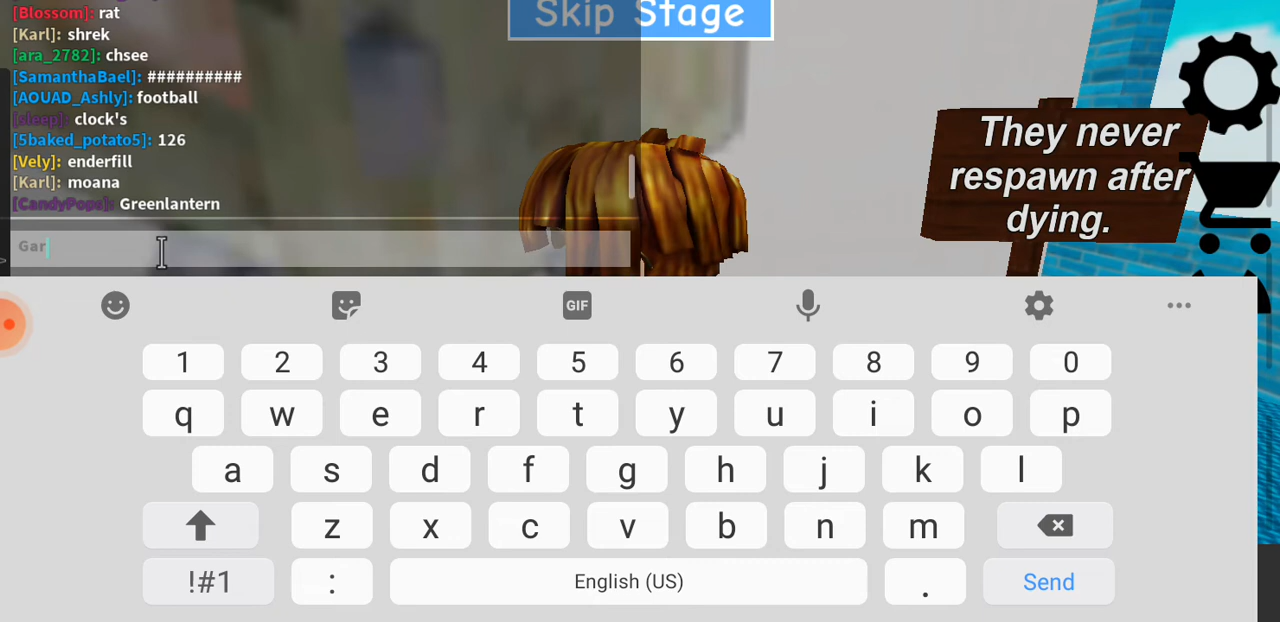 [Blossom]: rat
[Karl]: shrek
[ara_2782]: chsee
[SamanthaBael]: ##########
[AOUAD_Ashly]: football
[sleep]: clock's
[5baked_potato5]: 126
[Vely]: enderfill
[Karl]: moana
[CandyPops]: Greenlantern
Gar
Skip Stage
They never
respawn after
dying.
GIF
1 2 3 4 5 6 7 8 9 0
q w e r t y u i o p
a s d f g h j k l
z x c v b n m
!#1 : English (US) . Send